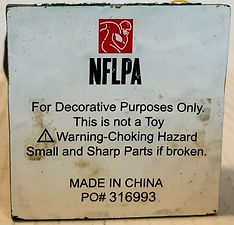 NFLPA
For Decorative Purposes Only.
This is not a Toy
⚠Warning-Choking Hazard
Small and Sharp Parts if broken.
MADE IN CHINA
PO# 316993